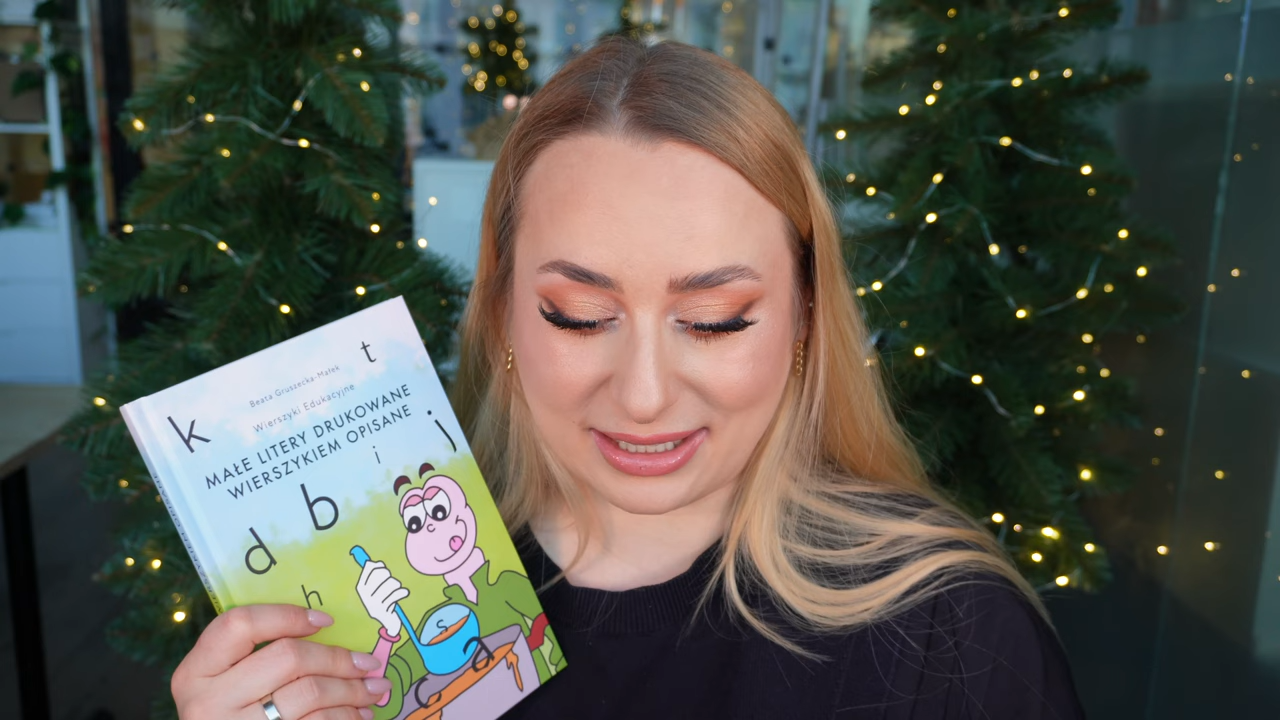 t
Beata Gruszecka-Małek
Wierszyki Edukacyjne
k
MAŁE LITERY DRUKOWANE
WIERSZYKIEM OPISANE
j
i
b
d
h
s
a